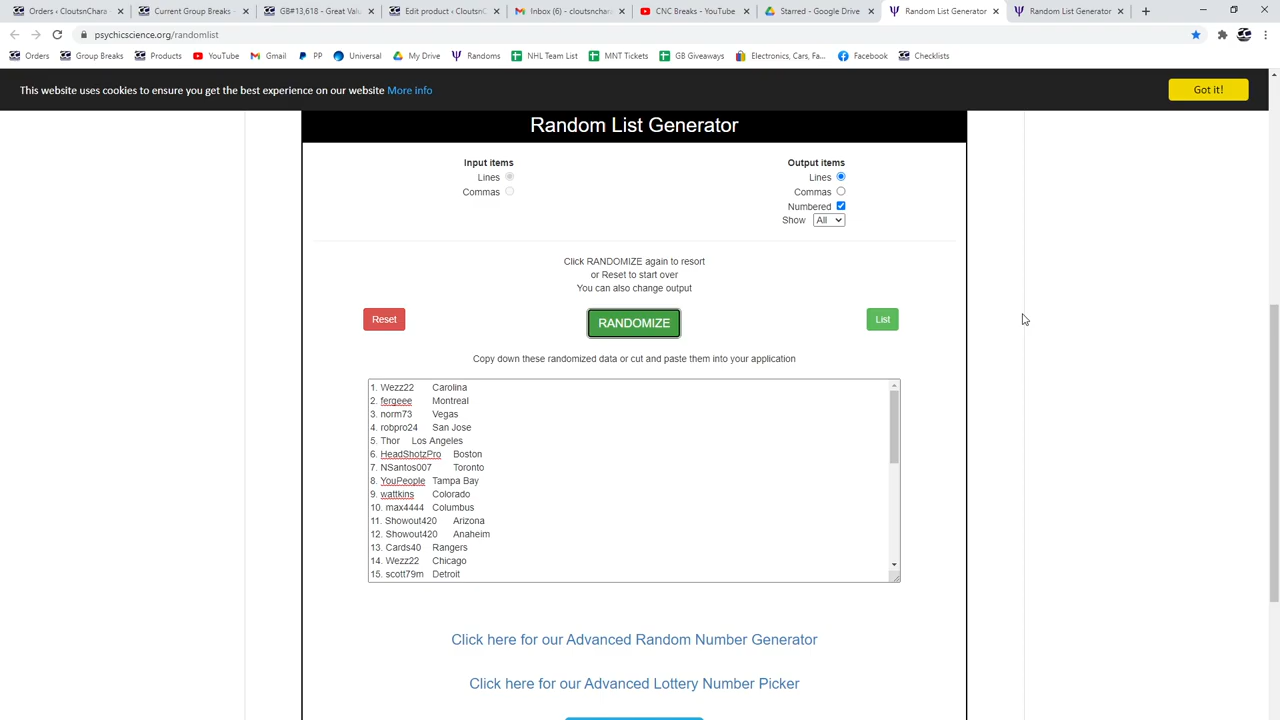 Orders ‹ CloutsnChara
Current Group Breaks -
GB#13,618 - Great Valu
Edit product ‹ CloutsnC
Inbox (6) - cloutsnchar
CNC Breaks - YouTube
Starred - Google Drive
Random List Generator
Random List Generator
psychicscience.org/randomlist
Orders
Group Breaks
Products
YouTube
Gmail
PP
Universal
My Drive
Randoms
NHL Team List
MNT Tickets
GB Giveaways
Electronics, Cars, Fa...
Facebook
Checklists
This website uses cookies to ensure you get the best experience on our website More info
Got it!
Random List Generator
Input items
Lines
Commas
Output items
Lines
Commas
Numbered
Show All
Click RANDOMIZE again to resort
or Reset to start over
You can also change output
Reset
RANDOMIZE
List
Copy down these randomized data or cut and paste them into your application
1. Wezz22 Carolina
2. fergeee Montreal
3. norm73 Vegas
4. robpro24 San Jose
5. Thor Los Angeles
6. HeadShotzPro Boston
7. NSantos007 Toronto
8. YouPeople Tampa Bay
9. wattkins Colorado
10. max4444 Columbus
11. Showout420 Arizona
12. Showout420 Anaheim
13. Cards40 Rangers
14. Wezz22 Chicago
15. scott79m Detroit
Click here for our Advanced Random Number Generator
Click here for our Advanced Lottery Number Picker